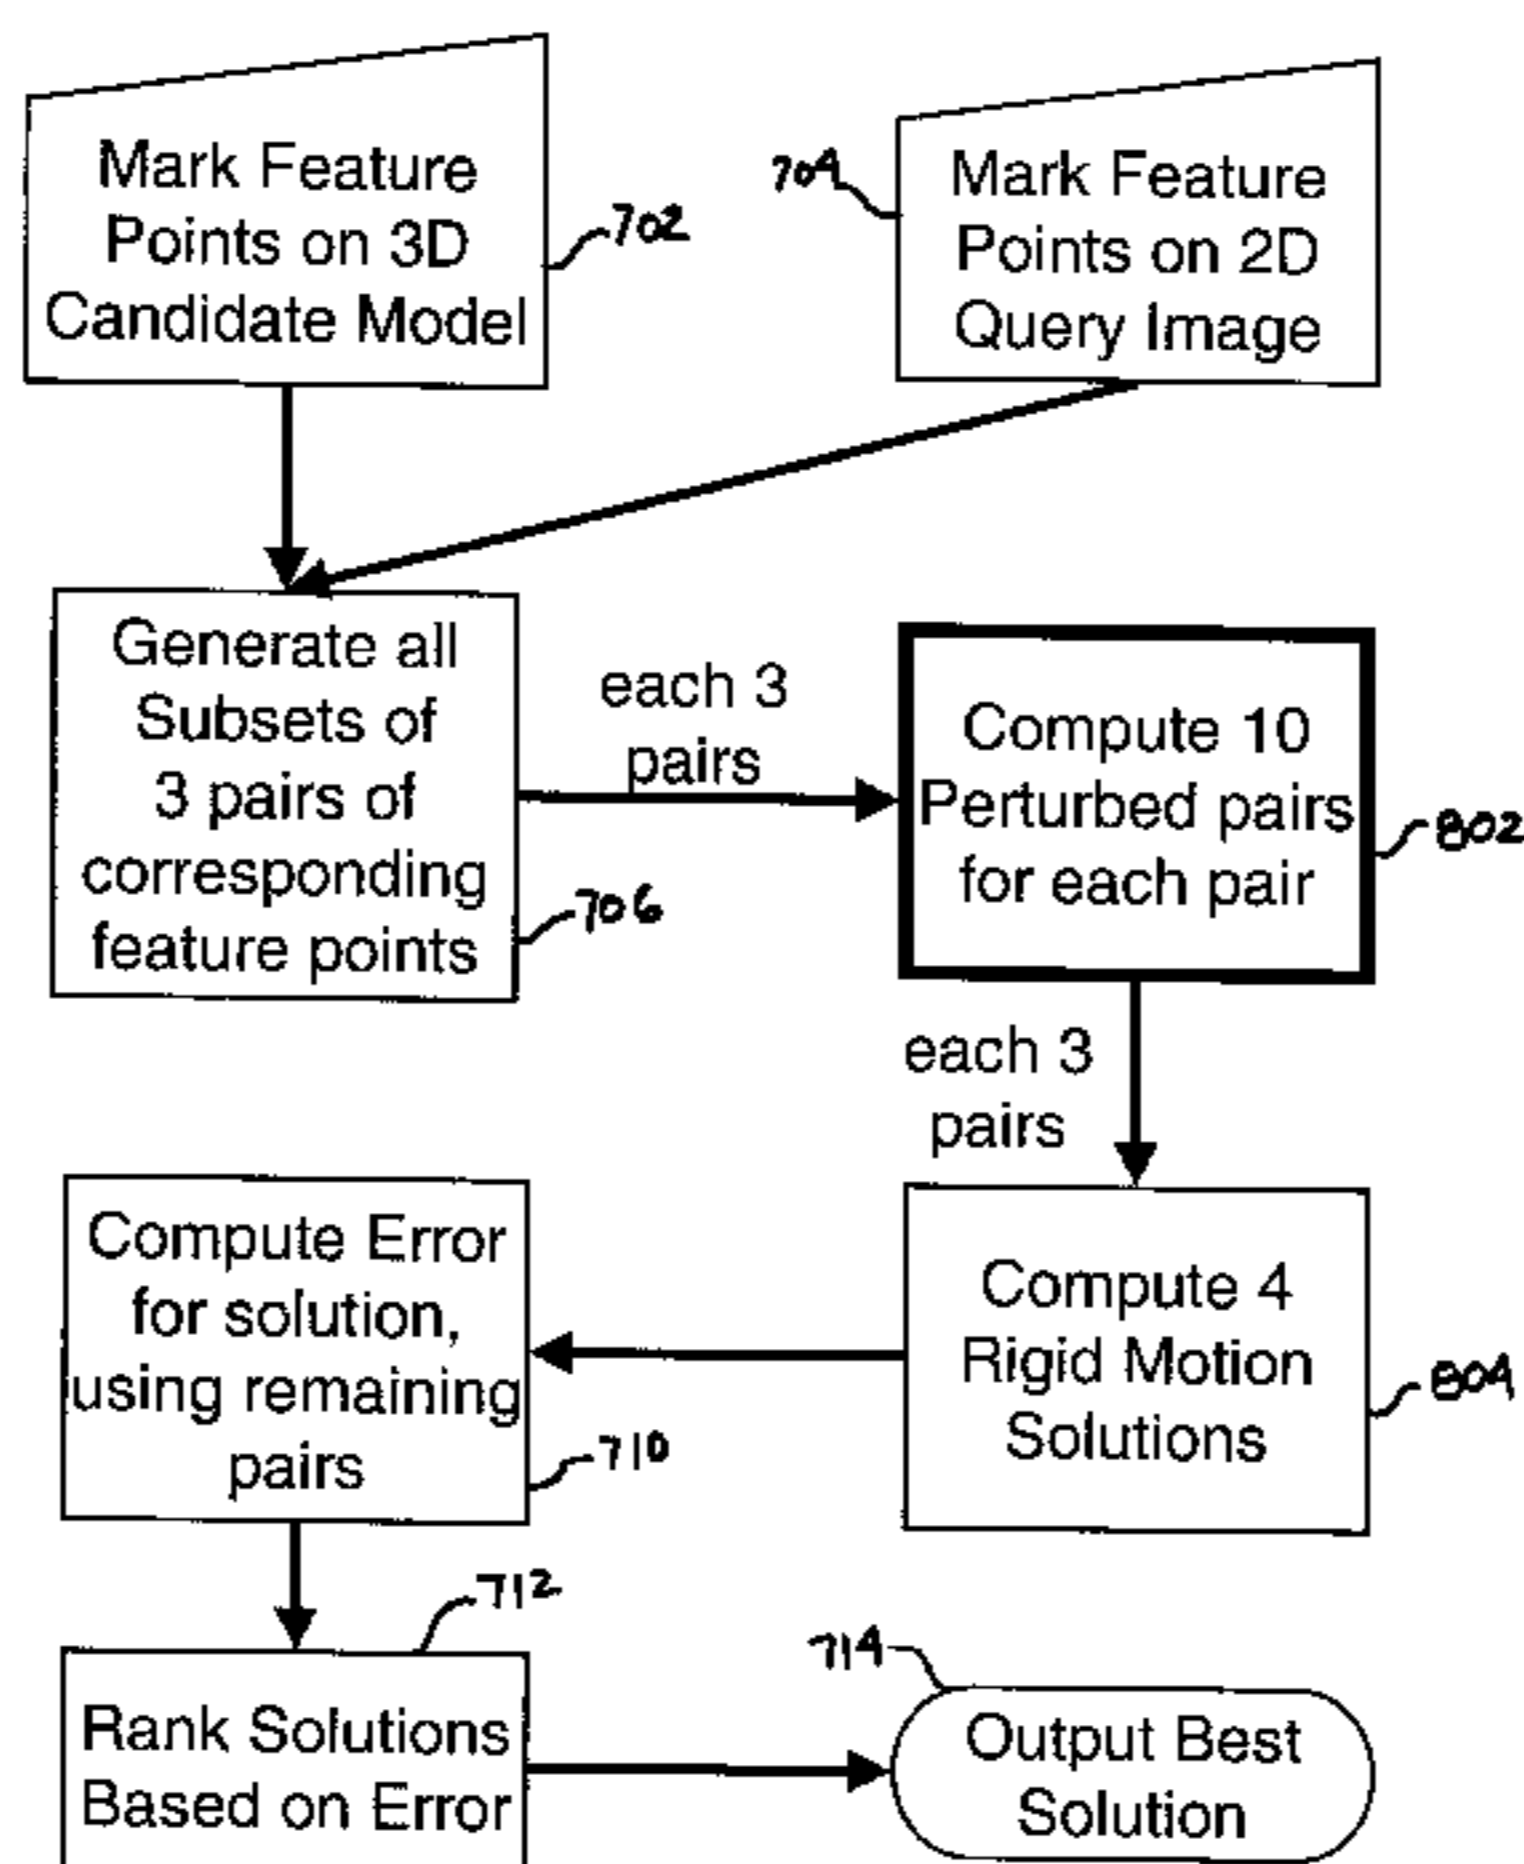 Mark Feature
Points on 3D
Candidate Model
702
704
Mark Feature
Points on 2D
Query Image
Generate all
Subsets of
3 pairs of
corresponding
feature points
706
each 3
pairs
Compute 10
Perturbed pairs
for each pair
802
each 3
pairs
Compute 4
Rigid Motion
Solutions
804
Compute Error
for solution,
using remaining
pairs
710
712
Rank Solutions
Based on Error
714
Output Best
Solution